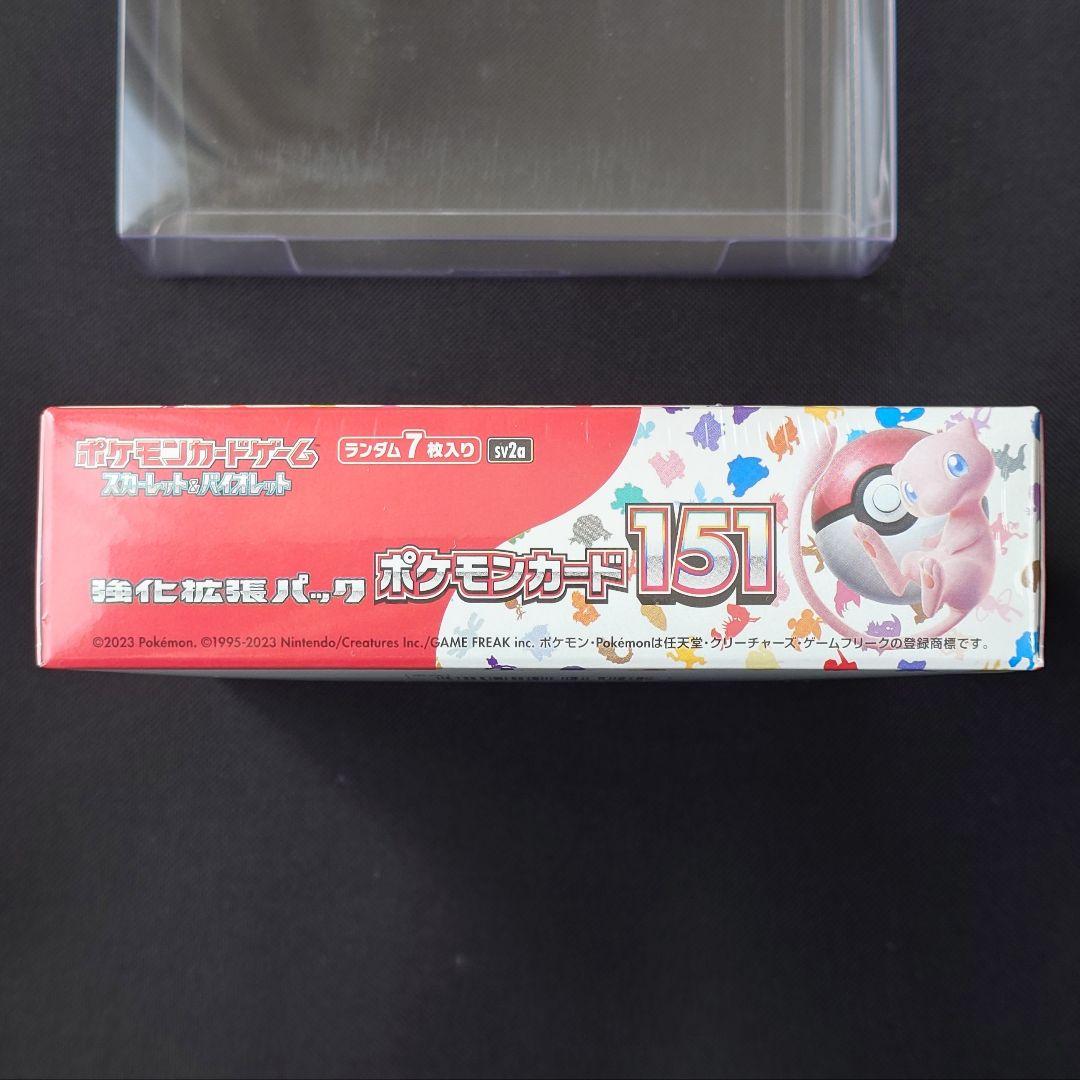 ポケモンカードゲーム
スカーレット&バイオレット
ランダム7枚入り
sv2a
強化拡張パック
ポケモンカード151
©2023 Pokémon. ©1995-2023 Nintendo/Creatures Inc./GAME FREAK inc. ポケモン・Pokémonは任天堂・クリーチャーズ・ゲームフリークの登録商標です。